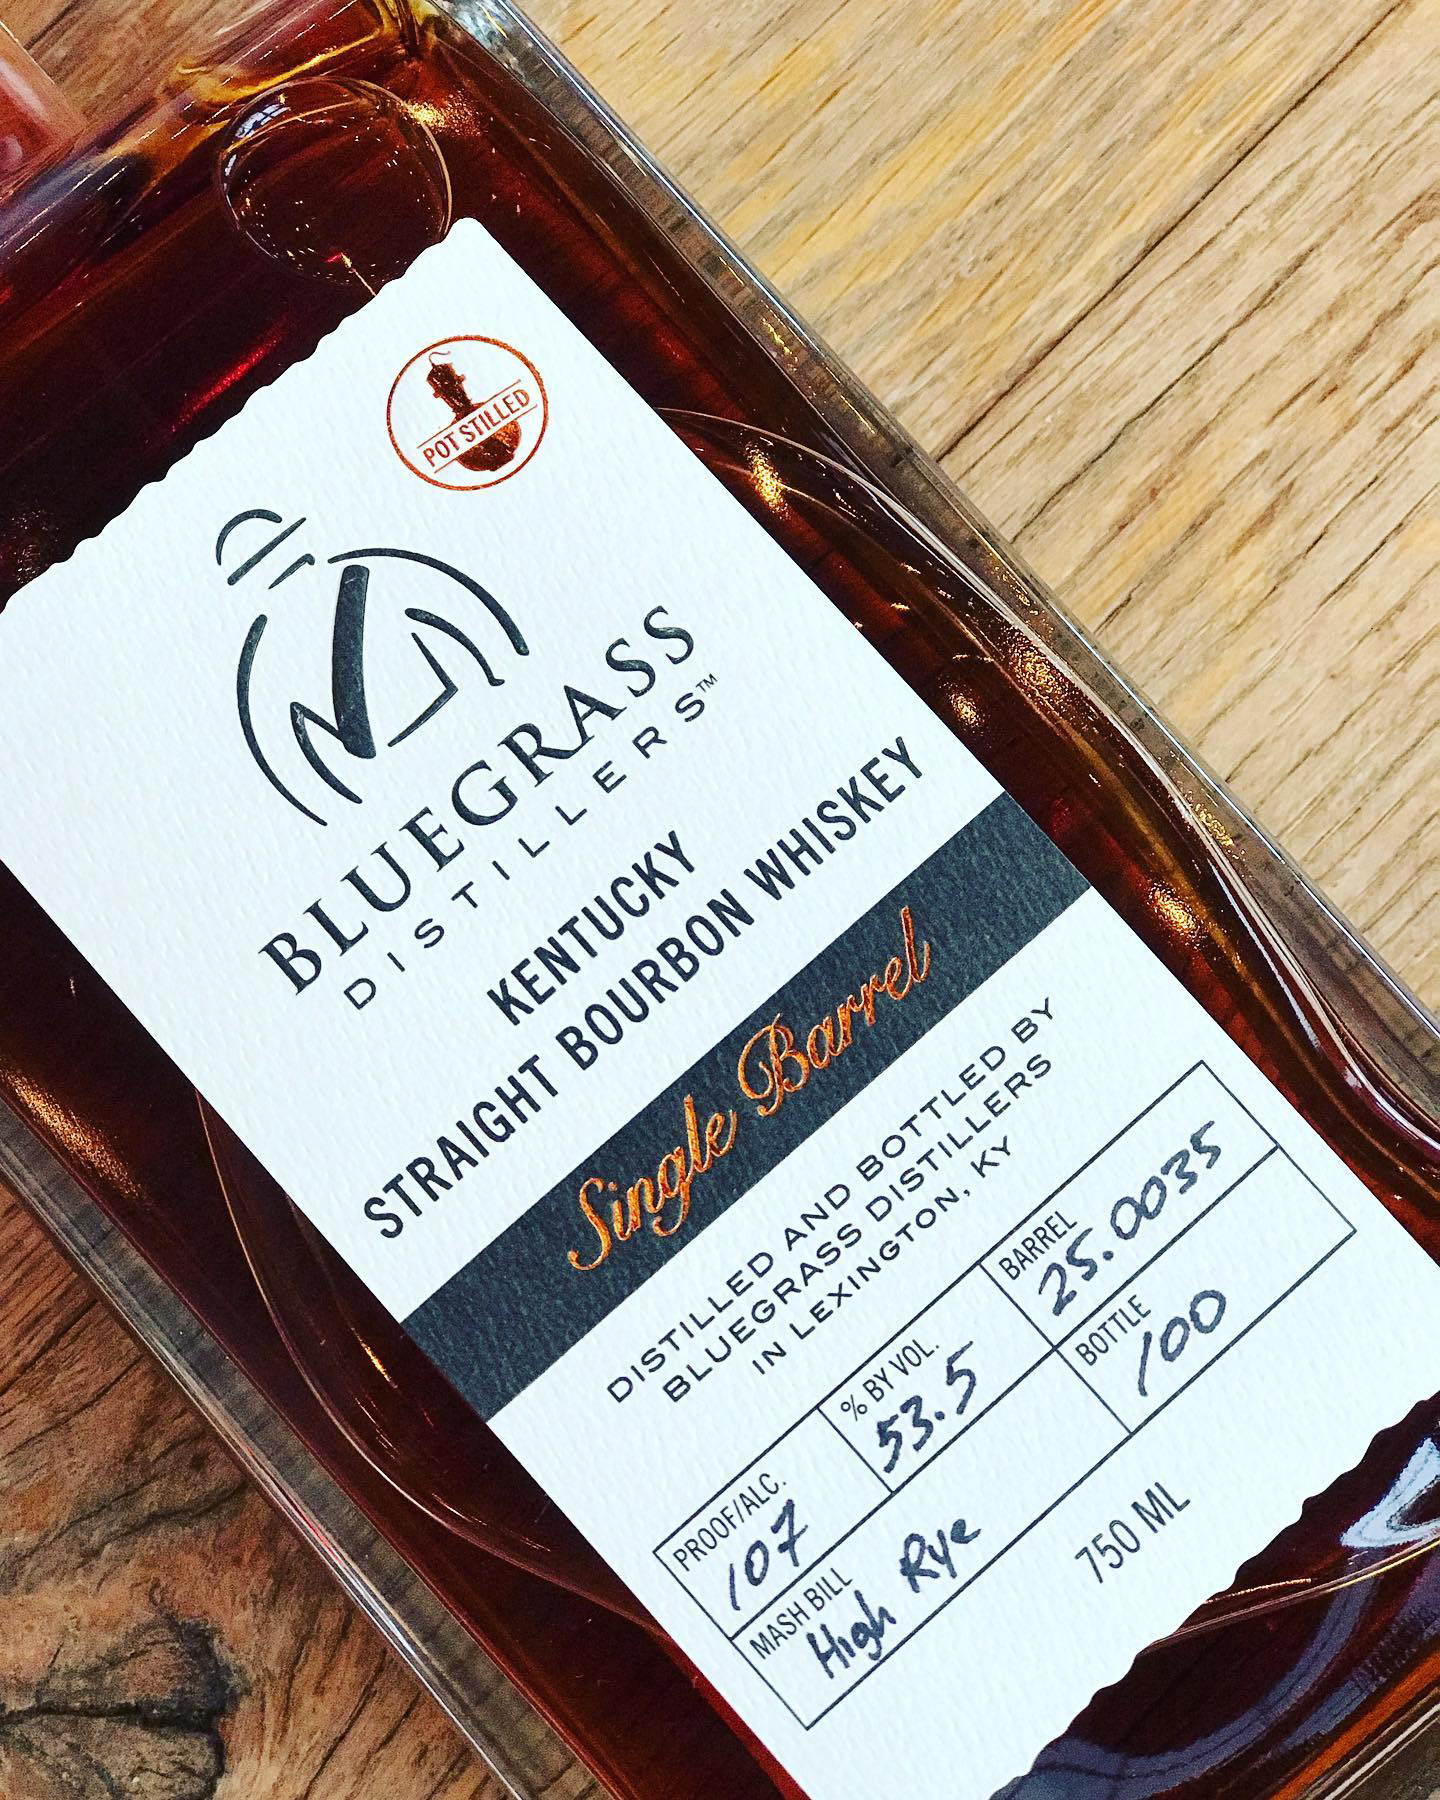 POT STILLED
BLUEGRASS
DISTILLERS™
KENTUCKY
STRAIGHT BOURBON WHISKEY
Single Barrel
DISTILLED AND BOTTLED BY
BLUEGRASS DISTILLERS
IN LEXINGTON, KY
PROOF/ALC.
107
% BY VOL.
53.5
BARREL
25.0035
MASH BILL
High Rye
BOTTLE
100
750 ML